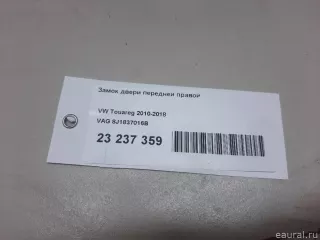 Замок двери передней правой
VW Touareg 2010-2018
VAG 8J1837016B
23 237 359
eaural.ru